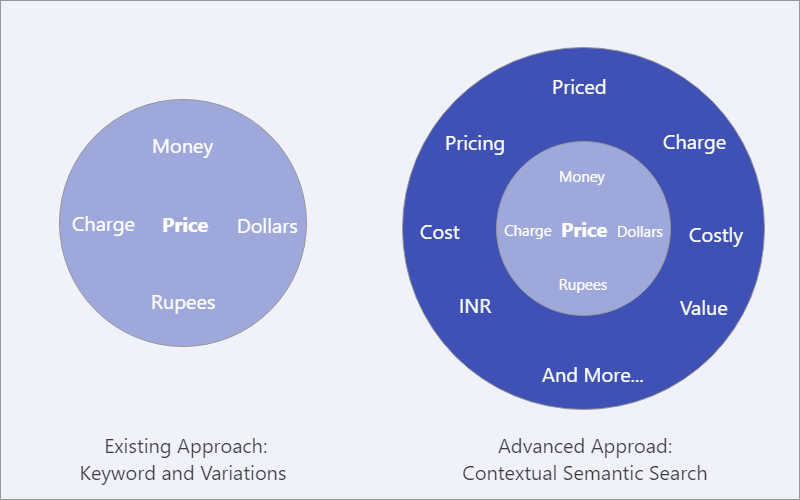 Money
Charge Price Dollars
Rupees
Existing Approach:
Keyword and Variations
Priced
Pricing
Charge
Money
Cost
Charge Price Dollars
Costly
Rupees
INR
Value
And More...
Advanced Approad:
Contextual Semantic Search